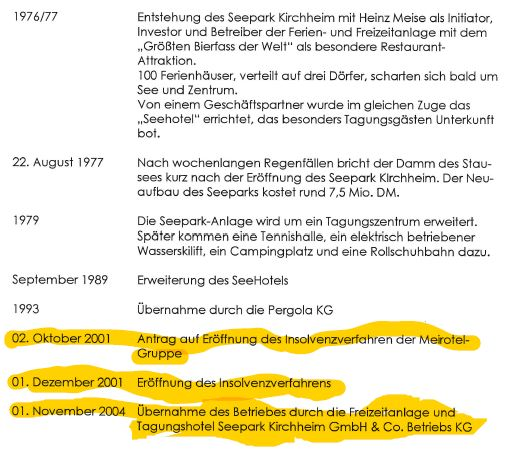 1976/77 Entstehung des Seepark Kirchheim mit Heinz Meise als Initiator,
Investor und Betreiber der Ferien- und Freizeitanlage mit dem
„Größten Bierfass der Welt“ als besondere Restaurant-
Attraktion.
100 Ferienhäuser, verteilt auf drei Dörfer, scharten sich bald um
See und Zentrum.
Von einem Geschäftspartner wurde im gleichen Zuge das
„Seehotel“ errichtet, das besonders Tagungsgästen Unterkunft
bot.
22. August 1977 Nach wochenlangen Regenfällen bricht der Damm des Stau-
sees kurz nach der Eröffnung des Seepark Kirchheim. Der Neu-
aufbau des Seeparks kostet rund 7,5 Mio. DM.
1979 Die Seepark-Anlage wird um ein Tagungszentrum erweitert.
Später kommen eine Tennishalle, ein elektrisch betriebener
Wasserskilift, ein Campingplatz und eine Rollschuhbahn dazu.
September 1989 Erweiterung des SeeHotels
1993 Übernahme durch die Pergola KG
02. Oktober 2001 Antrag auf Eröffnung des Insolvenzverfahren der Meirotel-
Gruppe
01. Dezember 2001 Eröffnung des Insolvenzverfahrens
01. November 2004 Übernahme des Betriebes durch die Freizeitanlage und
Tagungshotel Seepark Kirchheim GmbH & Co. Betriebs KG